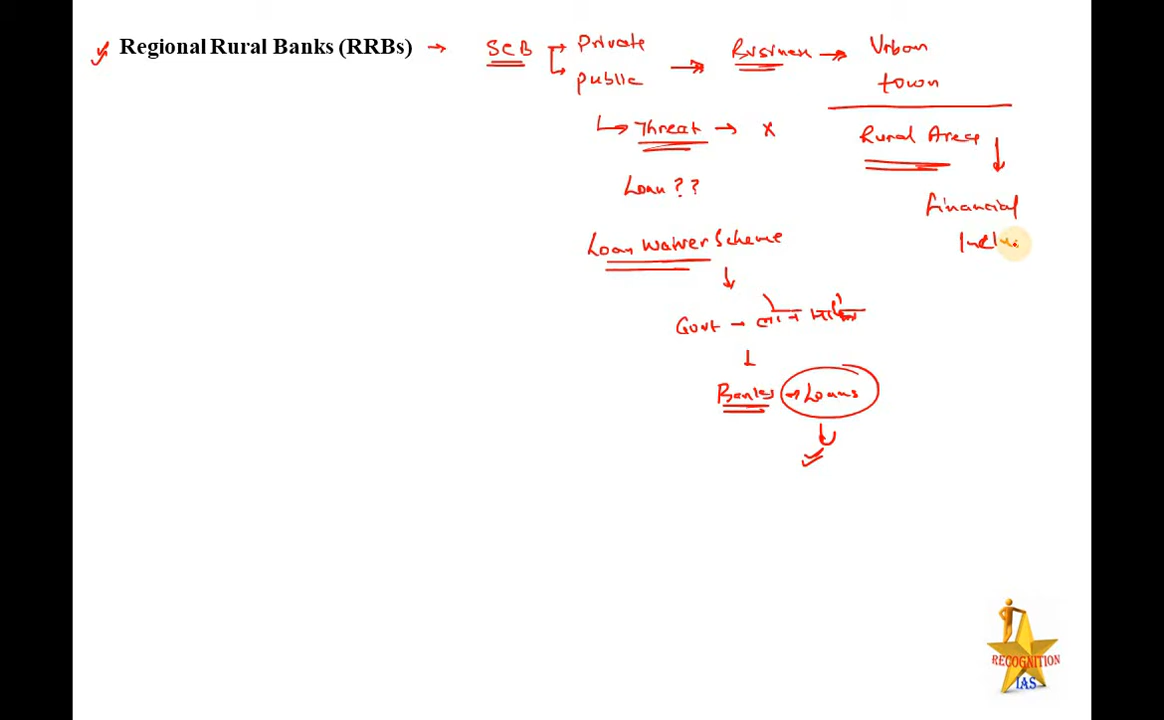 Regional Rural Banks (RRBs) → SCB → Private → Business → Urban
→ Public town
↳ Threat → x Rural Areas
Loan ??
Financial
Loan Waiver Scheme Inclusi
Govt → लोन माफ
Banks → Loans
RECOGNITION
IAS